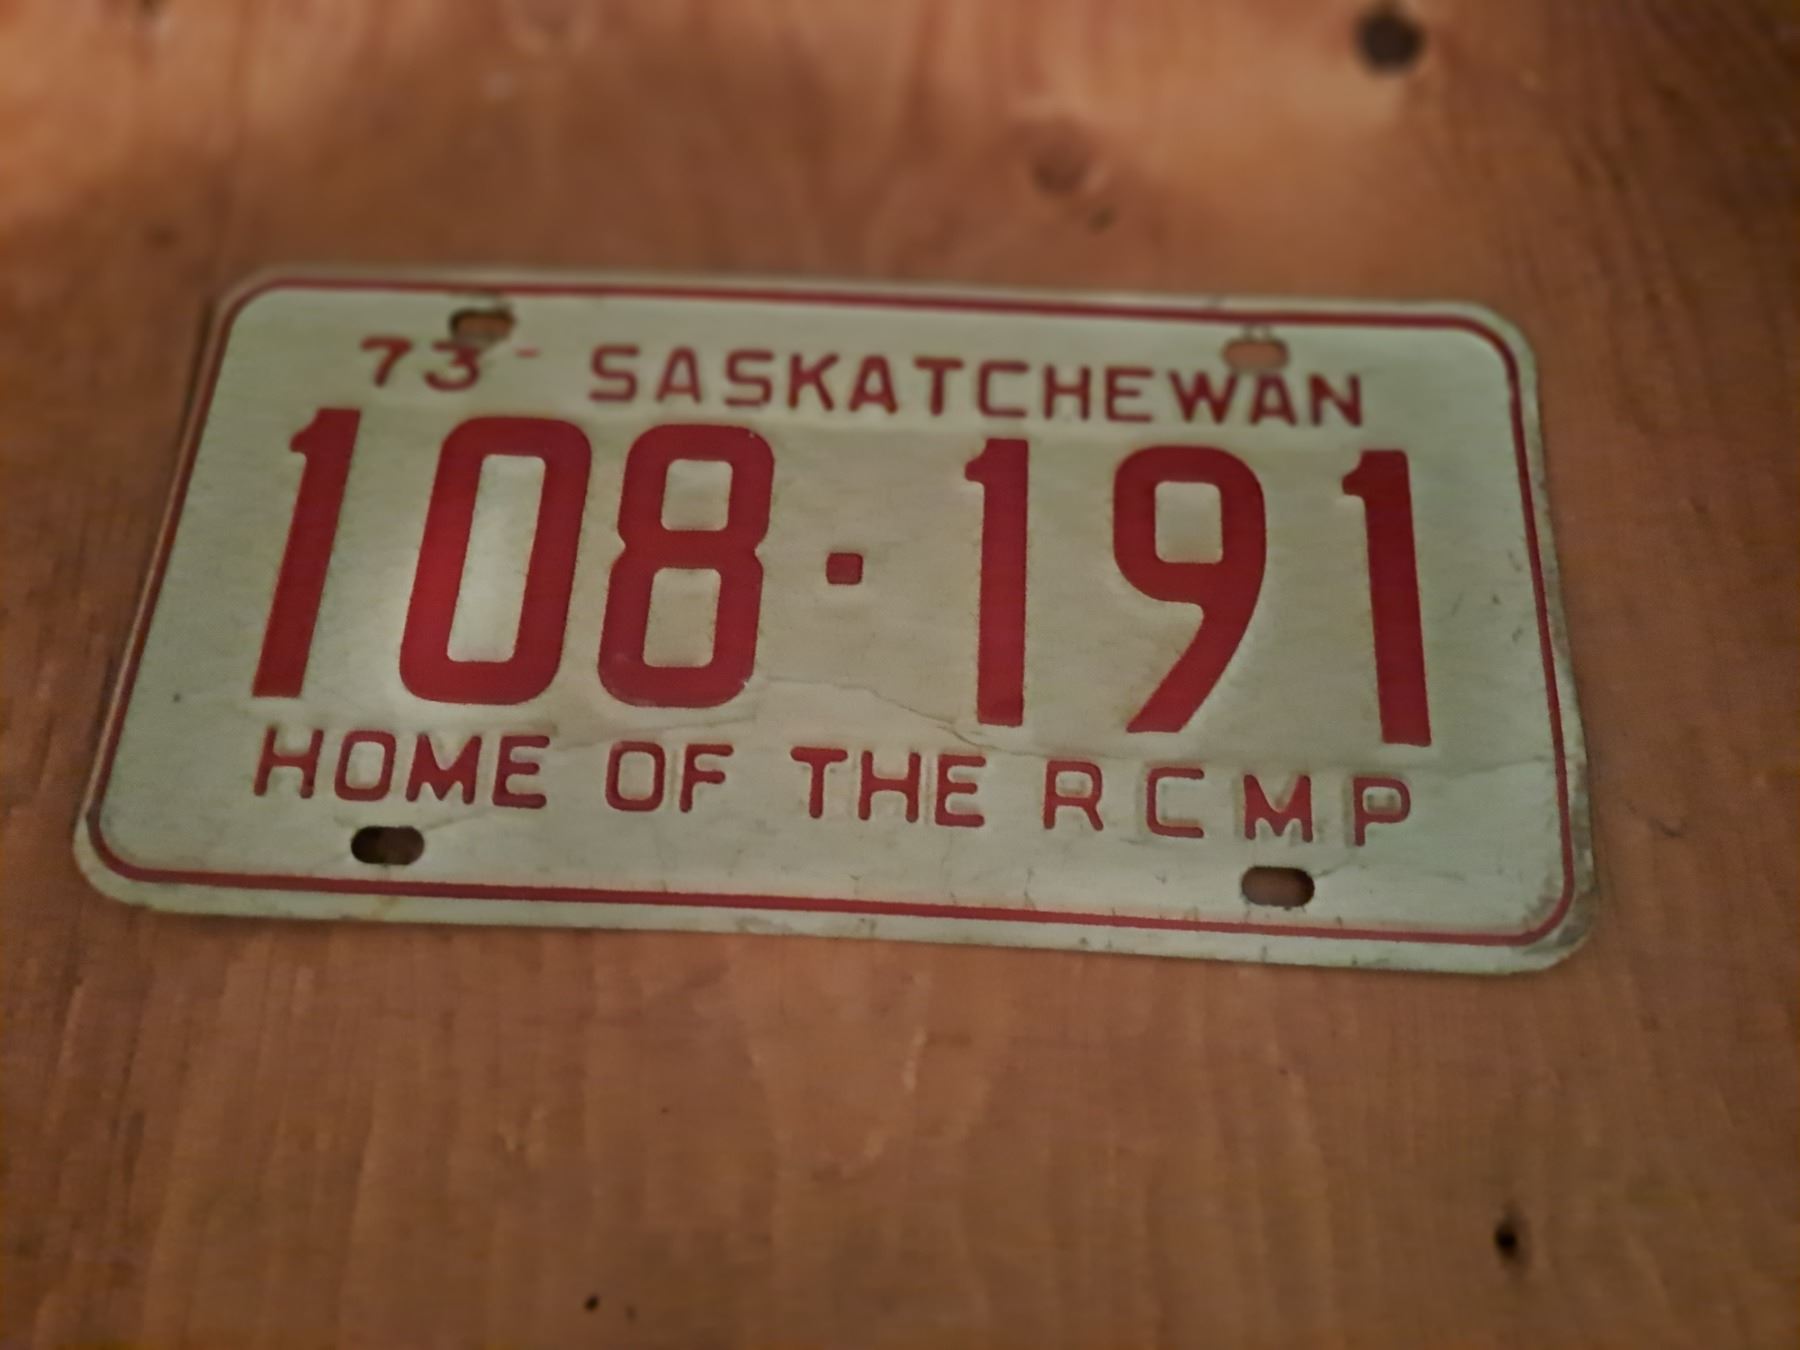 73 - SASKATCHEWAN
108·191
HOME OF THE RCMP